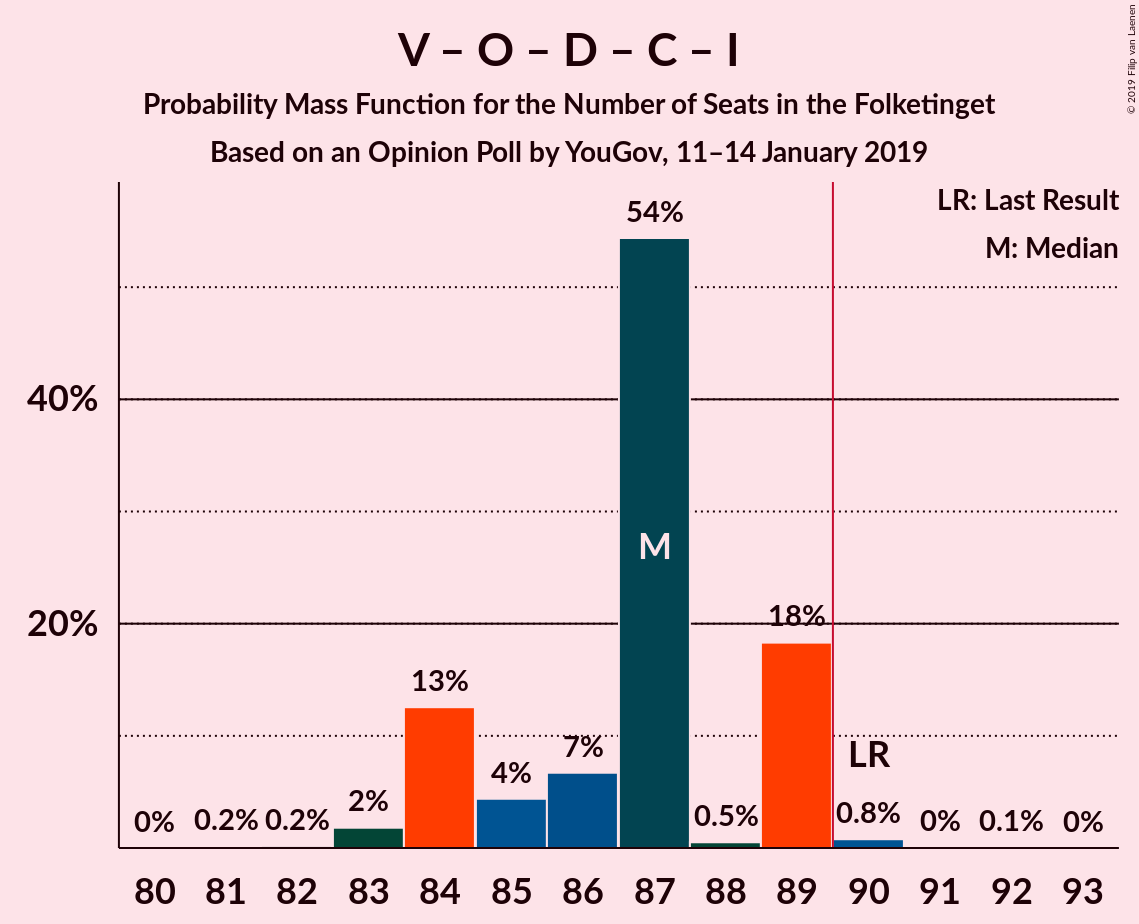 V – O – D – C – I
Probability Mass Function for the Number of Seats in the Folketinget
Based on an Opinion Poll by YouGov, 11–14 January 2019
© 2019 Filip van Laenen
LR: Last Result
M: Median
40%
20%
0%
0.2%
0.2%
2%
13%
4%
7%
54%
M
0.5%
18%
LR
0.8%
0%
0.1%
0%
80 81 82 83 84 85 86 87 88 89 90 91 92 93